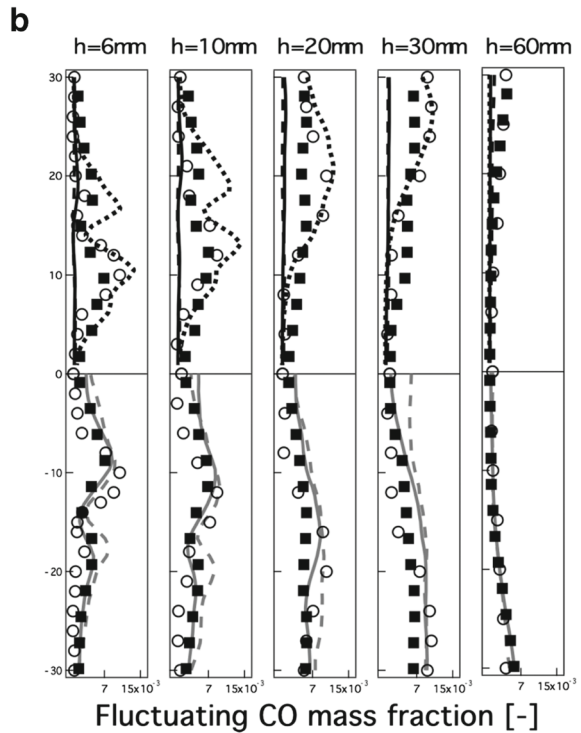 b
h=6mm h=10mm h=20mm h=30mm h=60mm
30
20
10
0
-10
-20
-30
7 15x10-3 7 15x10-3 7 15x10-3 7 15x10-3 7 15x10-3
Fluctuating CO mass fraction [-]